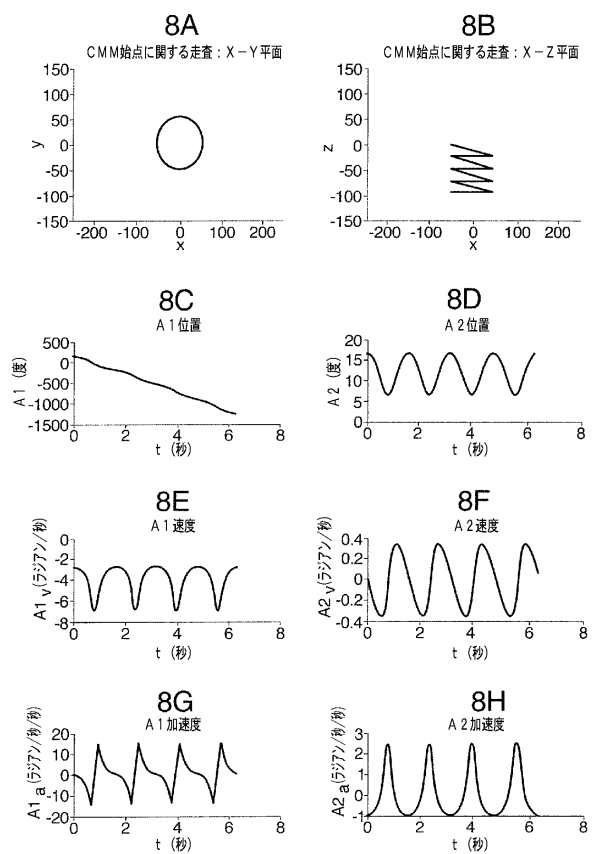 8A
CMM始点に関する走査：X－Y平面
150
100
50
0
-50
-100
-150
y
-200 -100 0 100 200
x
8B
CMM始点に関する走査：X－Z平面
150
100
50
0
-50
-100
-150
z
-200 -100 0 100 200
x
8C
A1位置
500
0
-500
-1000
-1500
A1 (度)
0 2 4 6 8
t (秒)
8D
A2位置
20
15
10
5
0
A2 (度)
0 2 4 6 8
t (秒)
8E
A1速度
0
-2
-4
-6
-8
A1v(ラジアン/秒)
0 2 4 6 8
t (秒)
8F
A2速度
0.4
0.2
0
-0.2
-0.4
A2v(ラジアン/秒)
0 2 4 6 8
t (秒)
8G
A1加速度
20
10
0
-10
-20
A1a(ラジアン/秒/秒)
0 2 4 6 8
t (秒)
8H
A2加速度
3
2
1
0
-1
A2a(ラジアン/秒/秒)
0 2 4 6 8
t (秒)